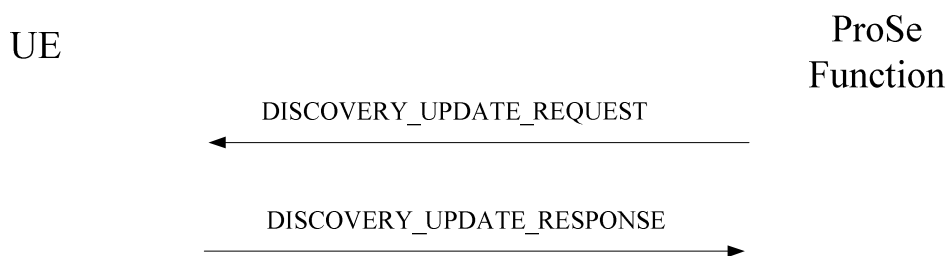 UE
ProSe
Function
DISCOVERY_UPDATE_REQUEST
DISCOVERY_UPDATE_RESPONSE